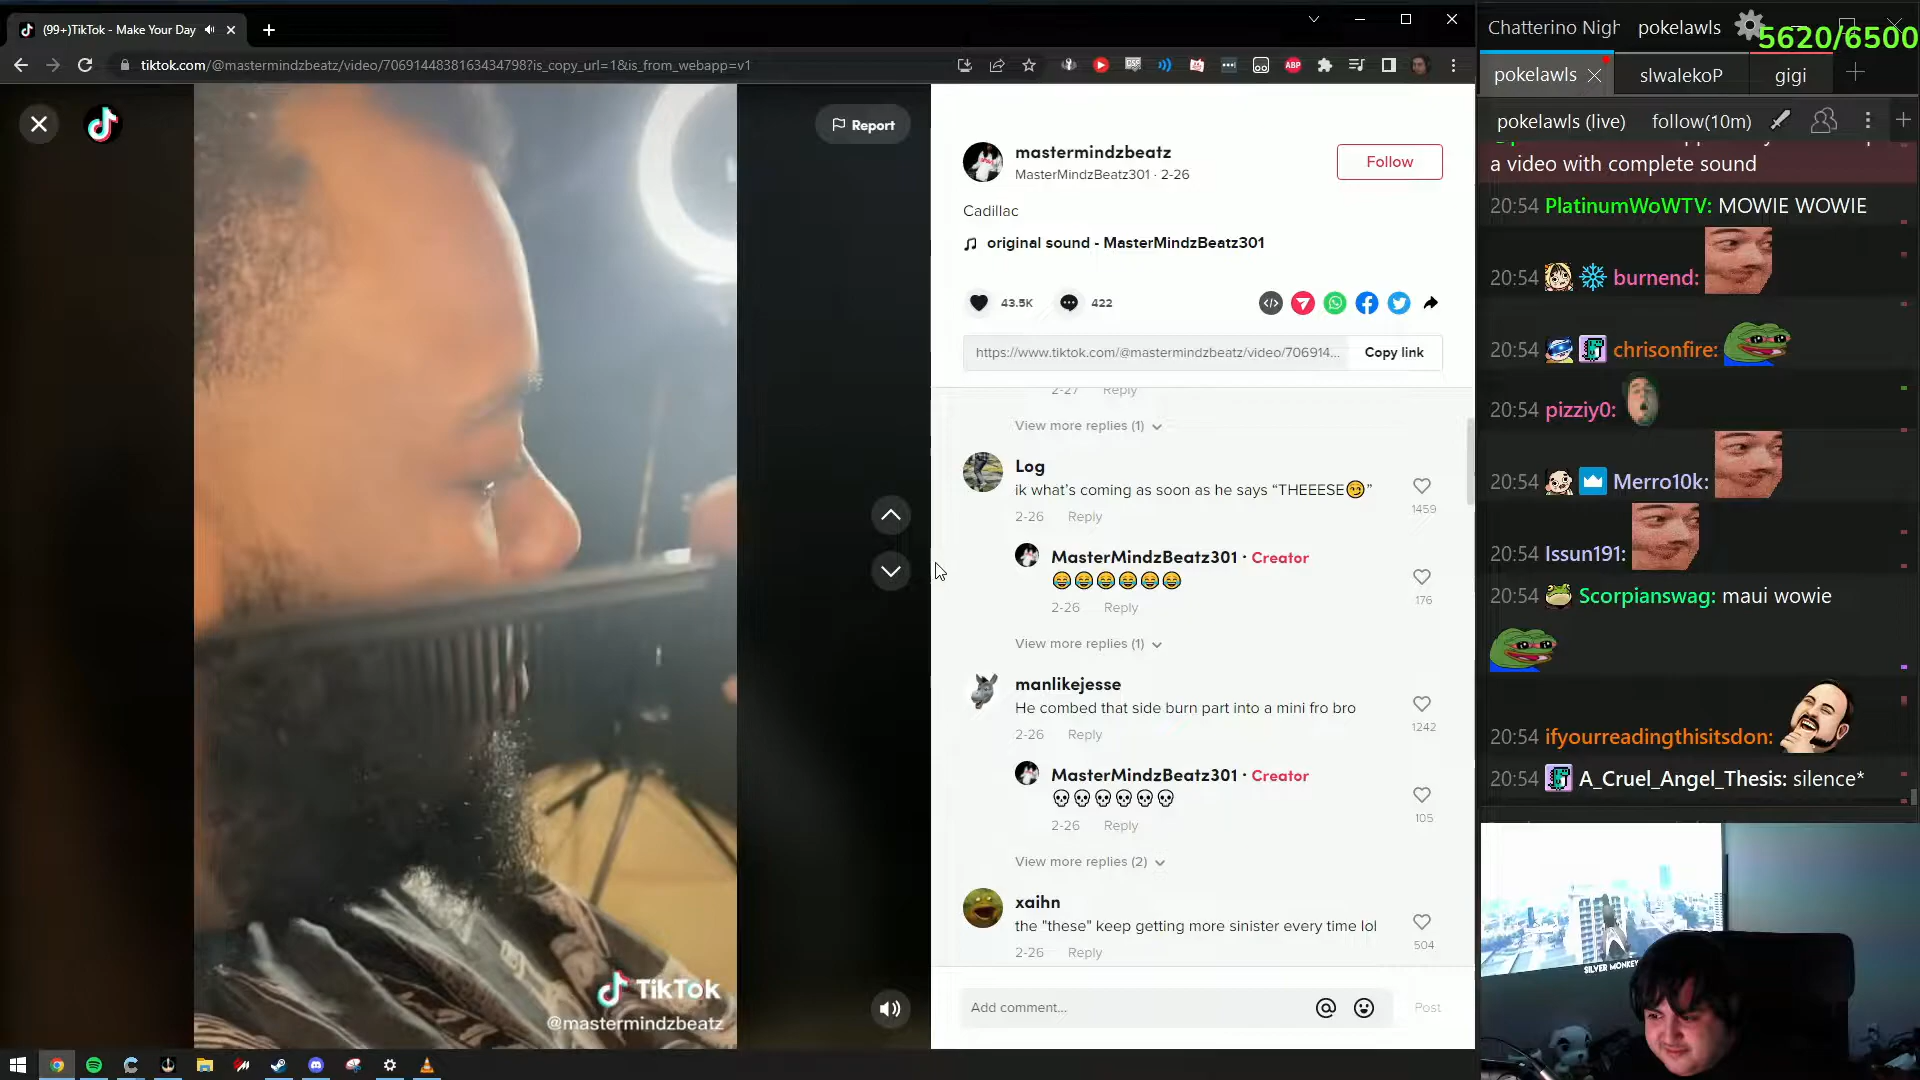 (99+)TikTok - Make Your Day
tiktok.com/@mastermindzbeatz/video/7069144838163434798?is_copy_url=1&is_from_webapp=v1
Report
TikTok
@mastermindzbeatz
mastermindzbeatz
MasterMindzBeatz301 · 2-26
Follow
Cadillac
original sound - MasterMindzBeatz301
43.5K
422
https://www.tiktok.com/@mastermindzbeatz/video/706914...
Copy link
2-27 Reply
View more replies (1)
Log
ik what's coming as soon as he says “THEEESE😏”
1459
2-26 Reply
MasterMindzBeatz301 · Creator
😂😂😂😂😂😂
176
2-26 Reply
View more replies (1)
manlikejesse
He combed that side burn part into a mini fro bro
1242
2-26 Reply
MasterMindzBeatz301 · Creator
💀💀💀💀💀💀
105
2-26 Reply
View more replies (2)
xaihn
the "these" keep getting more sinister every time lol
504
2-26 Reply
Add comment...
Post
Chatterino Nigh
pokelawls
5620/6500
pokelawls
slwalekoP
gigi
pokelawls (live)
follow(10m)
a video with complete sound
20:54 PlatinumWoWTV: MOWIE WOWIE
20:54 burnend:
20:54 chrisonfire:
20:54 pizziy0:
20:54 Merro10k:
20:54 Issun191:
20:54 Scorpianswag: maui wowie
20:54 ifyourreadingthisitsdon:
20:54 A_Cruel_Angel_Thesis: silence*
SILVER MONKEY